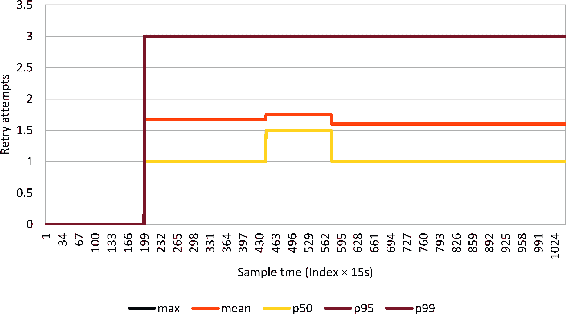 3.5
3
2.5
2
1.5
1
0.5
0
Retry attempts
1 34 67 100 133 166 199 232 265 298 331 364 397 430 463 496 529 562 595 628 661 694 727 760 793 826 859 892 925 958 991 1024
Sample tme (Index × 15s)
max mean p50 p95 p99